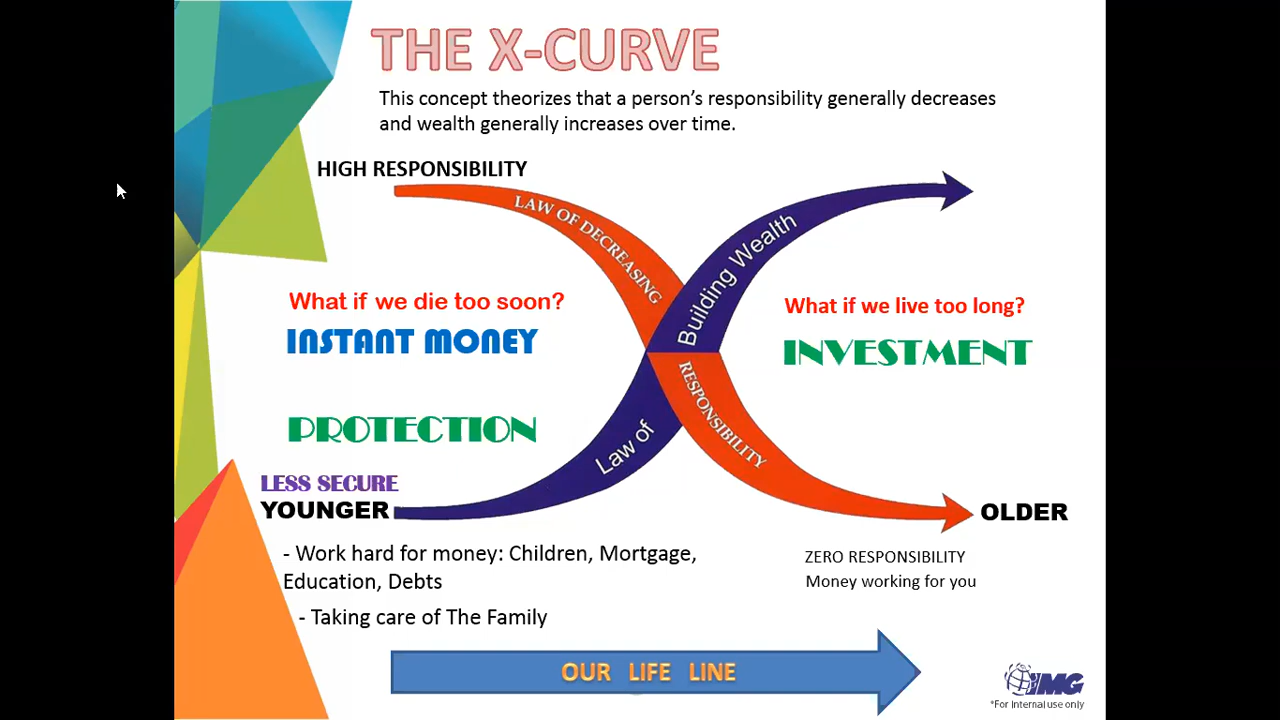 THE X-CURVE
This concept theorizes that a person's responsibility generally decreases
and wealth generally increases over time.
HIGH RESPONSIBILITY
LAW OF DECREASING
RESPONSIBILITY
Law of
Building Wealth
What if we die too soon?
INSTANT MONEY
PROTECTION
What if we live too long?
INVESTMENT
LESS SECURE
YOUNGER
OLDER
- Work hard for money: Children, Mortgage,
Education, Debts
- Taking care of The Family
ZERO RESPONSIBILITY
Money working for you
OUR LIFE LINE
IMG
*For internal use only